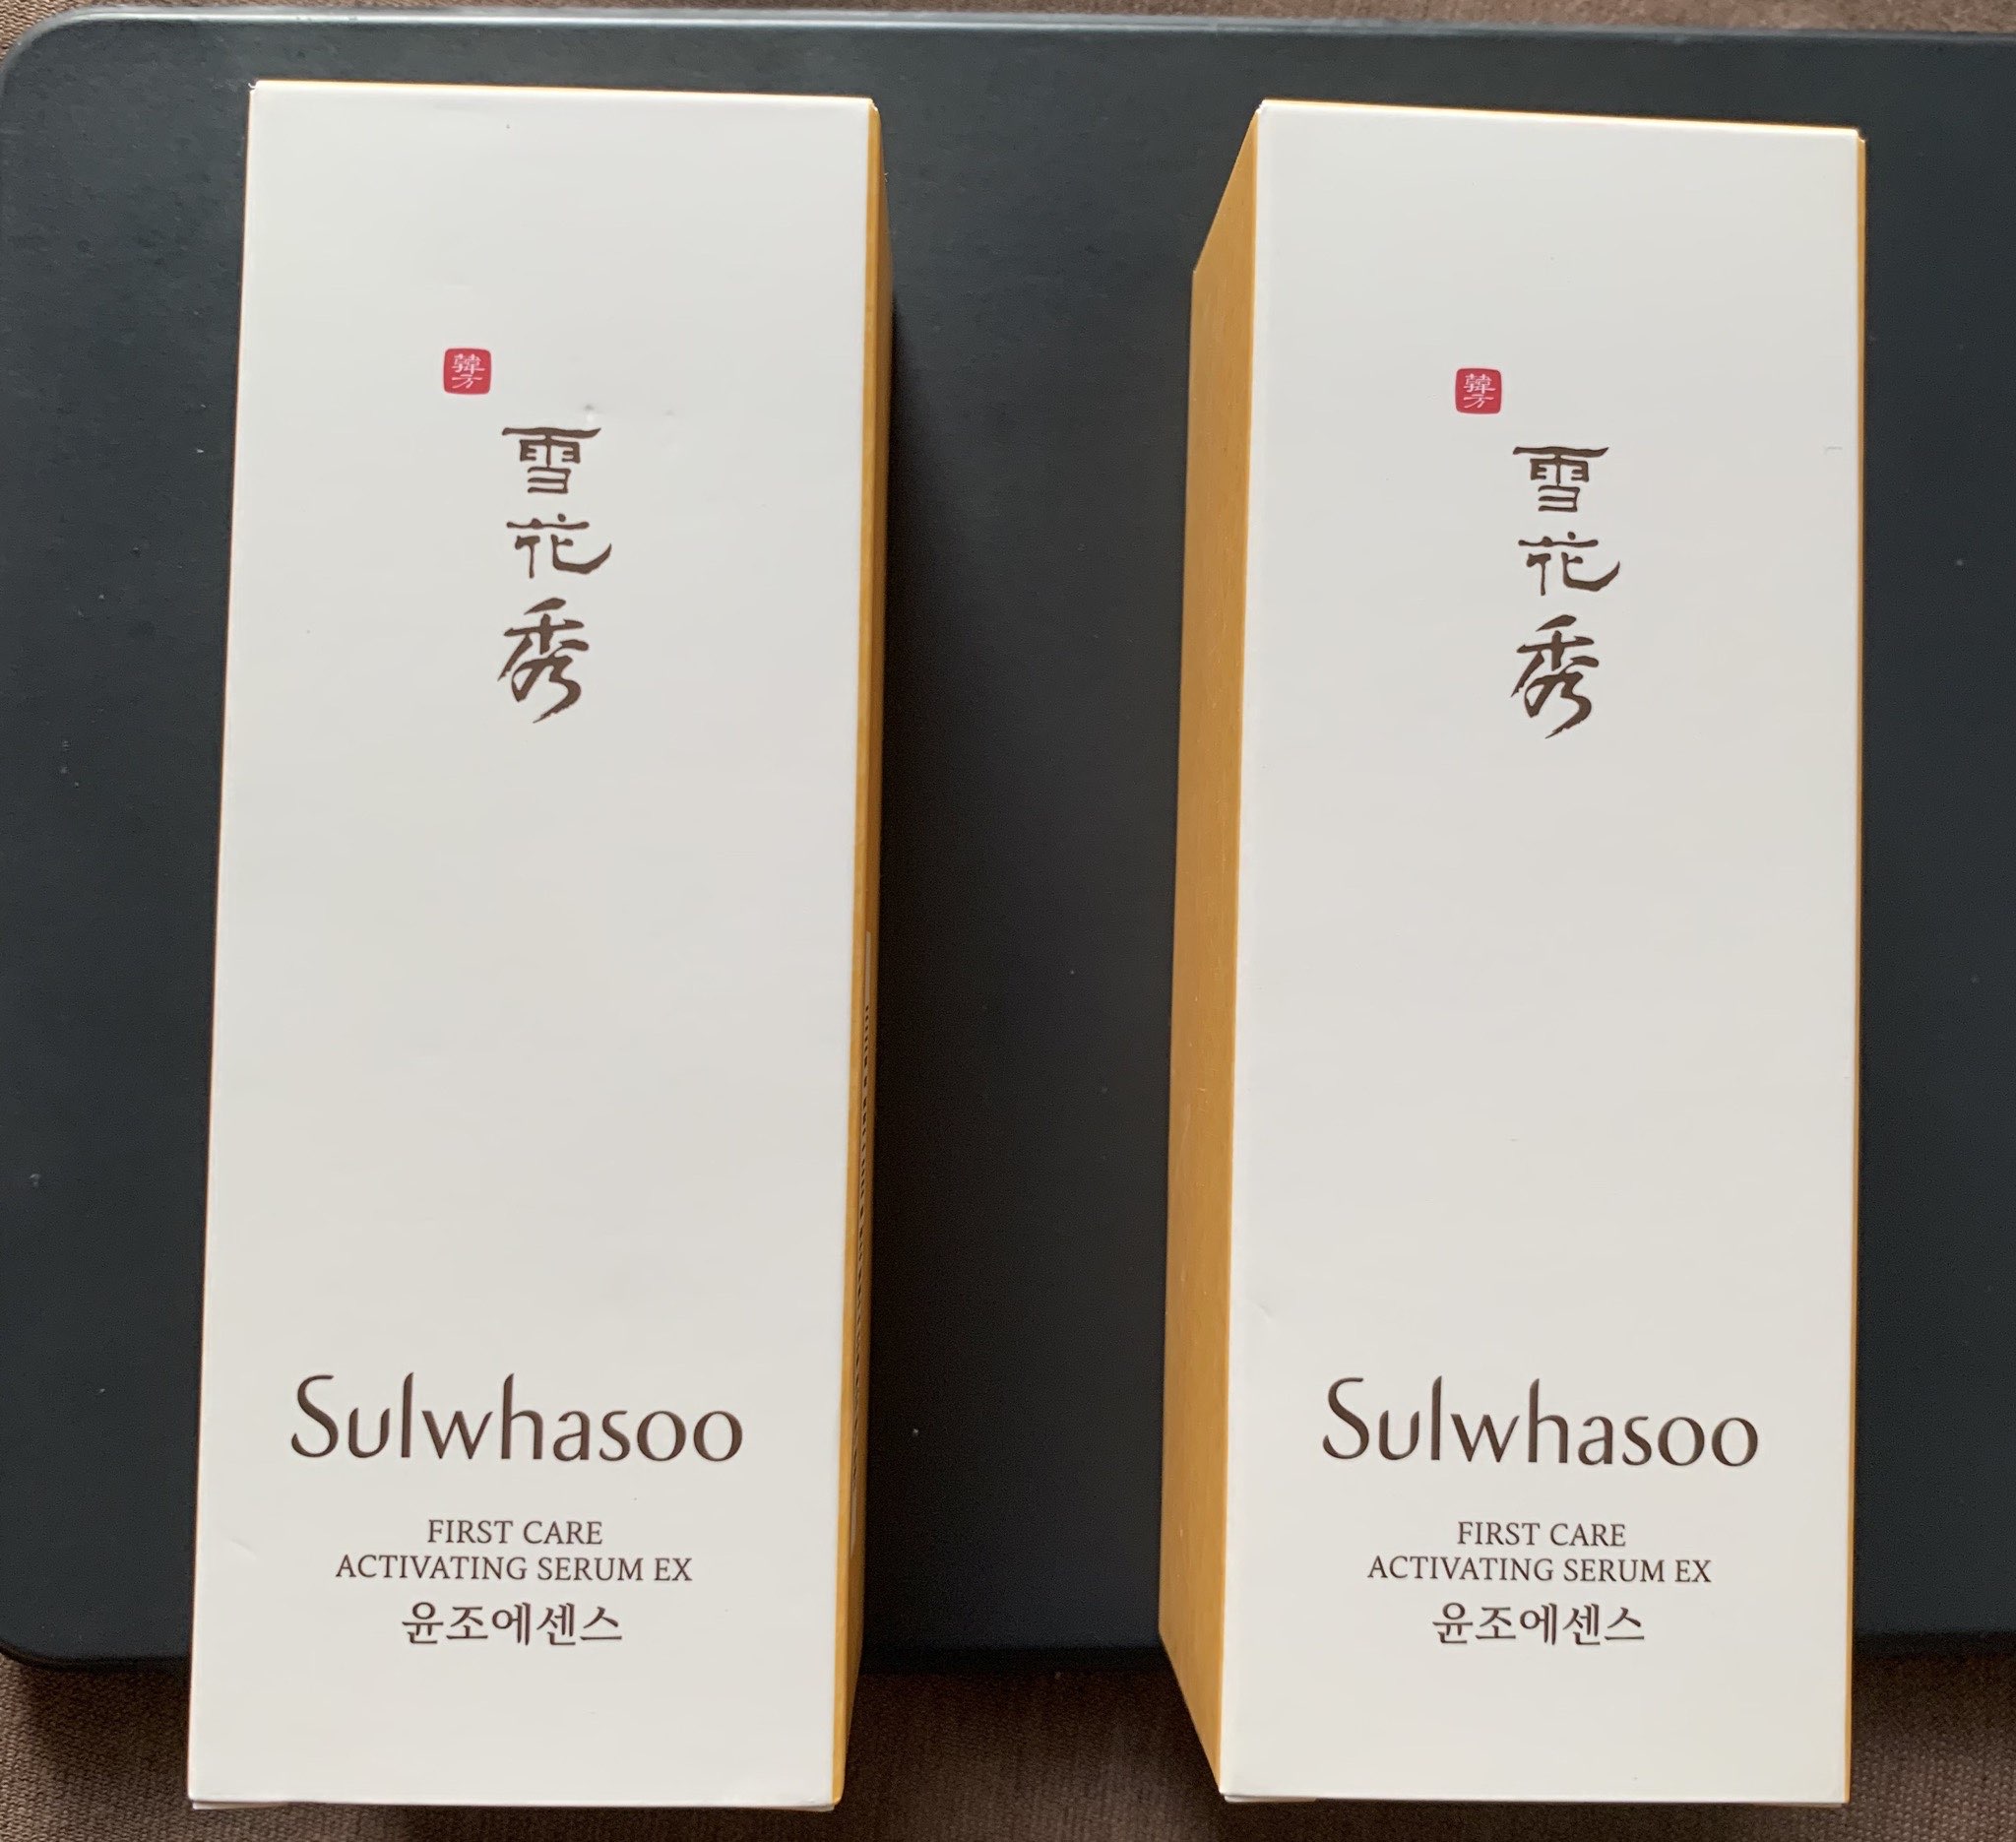 韓方
雪花秀
Sulwhasoo
FIRST CARE
ACTIVATING SERUM EX
윤조에센스
韓方
雪花秀
Sulwhasoo
FIRST CARE
ACTIVATING SERUM EX
윤조에센스